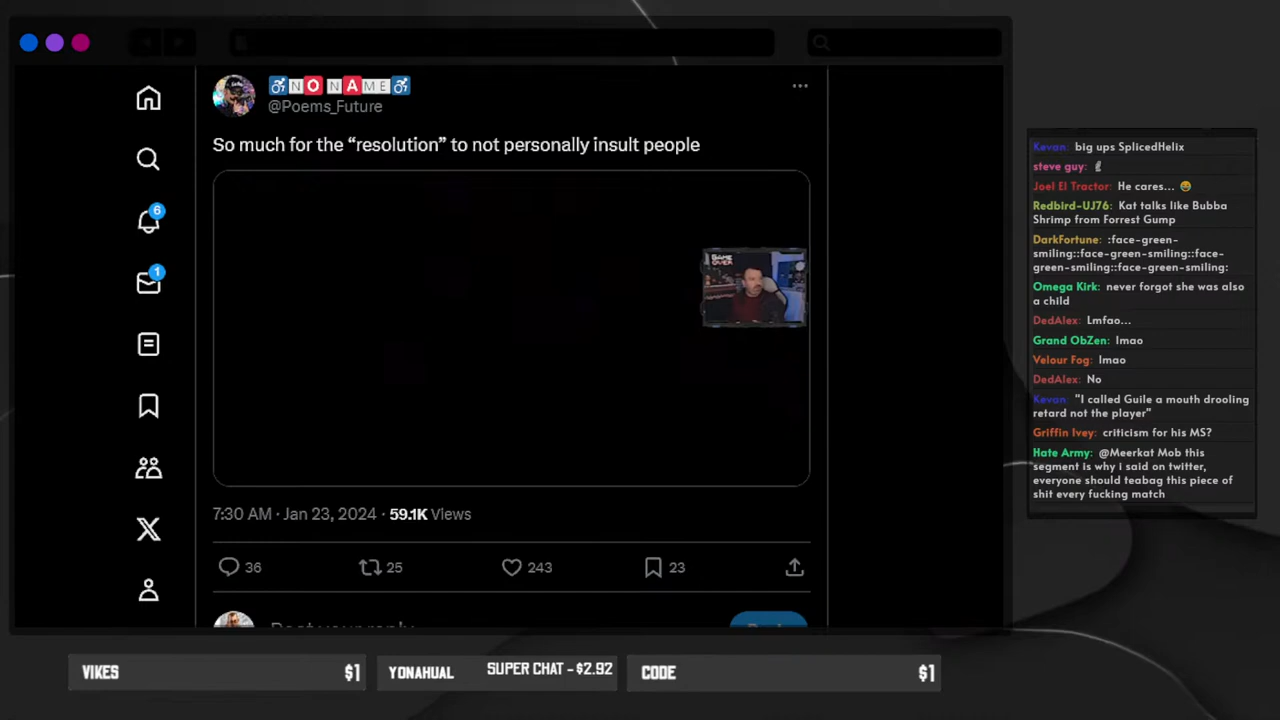 ♿N O N A M E♿
@Poems_Future
So much for the “resolution” to not personally insult people
GAME
OVER
7:30 AM · Jan 23, 2024 · 59.1K Views
36
25
243
23
6
1
Kevan: big ups SplicedHelix
steve guy: ✌
Joel El Tractor: He cares... 😂
Redbird-UJ76: Kat talks like Bubba
Shrimp from Forrest Gump
DarkFortune: :face-green-
smiling::face-green-smiling::face-
green-smiling::face-green-smiling:
Omega Kirk: never forgot she was also
a child
DedAlex: Lmfao...
Grand ObZen: lmao
Velour Fog: lmao
DedAlex: No
Kevan: "I called Guile a mouth drooling
retard not the player"
Griffin Ivey: criticism for his MS?
Hate Army: @Meerkat Mob this
segment is why i said on twitter,
everyone should teabag this piece of
shit every fucking match
VIKES $1
YONAHUAL SUPER CHAT - $2.92
CODE $1